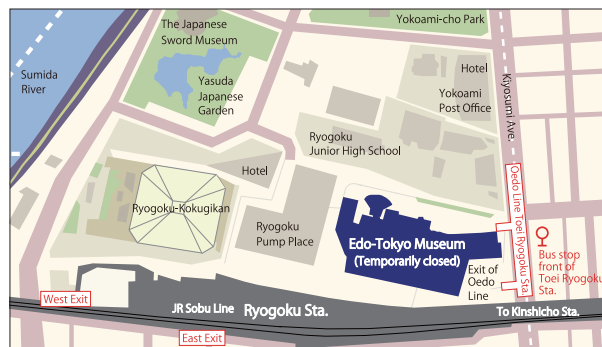 The Japanese
Sword Museum
Yokoami-cho Park
Sumida
River
Yasuda
Japanese
Garden
Hotel
Yokoami
Post Office
Kiyosumi Ave.
Ryogoku
Junior High School
Hotel
Ryogoku-Kokugikan
Ryogoku
Pump Place
Edo-Tokyo Museum
(Temporarily closed)
Oedo Line Toei Ryogoku Sta.
Bus stop
front of
Toei Ryogoku
Sta.
Exit of
Oedo
Line
West Exit
JR Sobu Line
Ryogoku Sta.
To Kinshicho Sta.
East Exit